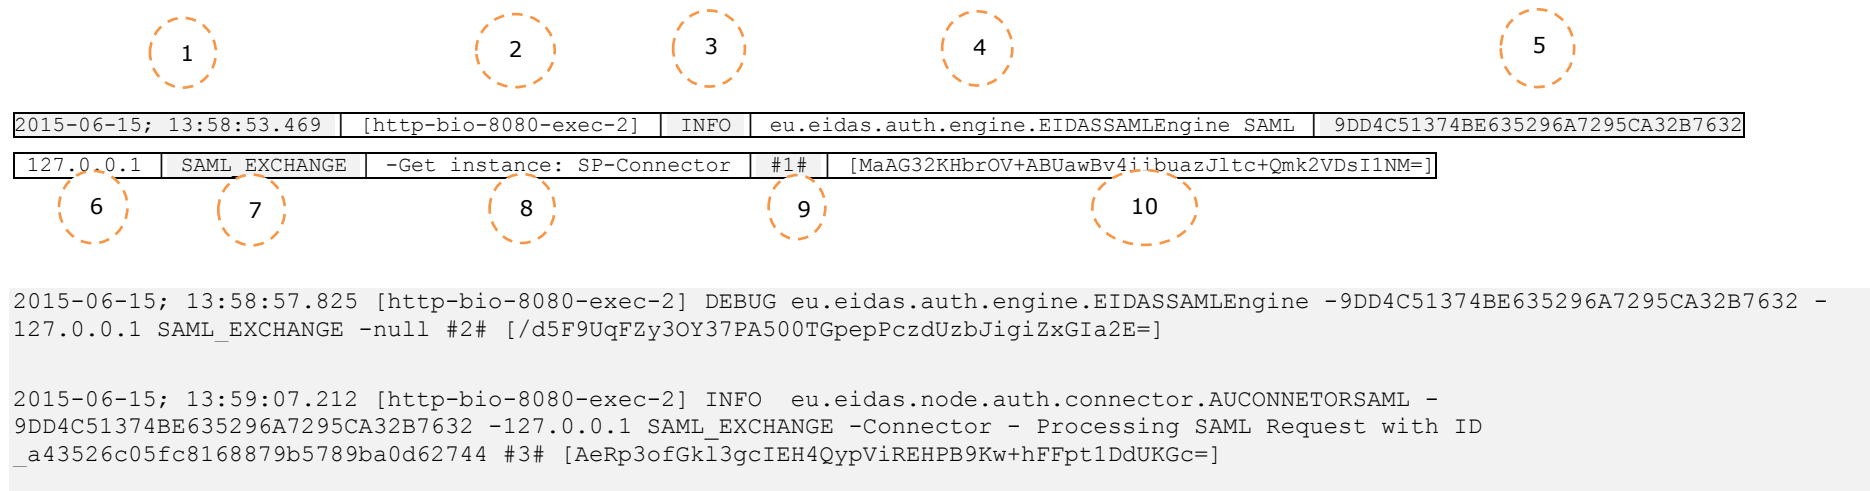 1 2 3 4 5
2015-06-15; 13:58:53.469 | [http-bio-8080-exec-2] | INFO | eu.eidas.auth.engine.EIDASSAMLEngine SAML | 9DD4C51374BE635296A7295CA32B7632
127.0.0.1 | SAML_EXCHANGE | -Get instance: SP-Connector | #1# | [MaAG32KHbrOV+ABUawBv4iibuazJltc+Qmk2VDsI1NM=]
6 7 8 9 10
2015-06-15; 13:58:57.825 [http-bio-8080-exec-2] DEBUG eu.eidas.auth.engine.EIDASSAMLEngine -9DD4C51374BE635296A7295CA32B7632 -
127.0.0.1 SAML_EXCHANGE -null #2# [/d5F9UqFZy3OY37PA500TGpepPczdUzbJigiZxGIa2E=]
2015-06-15; 13:59:07.212 [http-bio-8080-exec-2] INFO  eu.eidas.node.auth.connector.AUCONNETORSAML -
9DD4C51374BE635296A7295CA32B7632 -127.0.0.1 SAML_EXCHANGE -Connector - Processing SAML Request with ID
_a43526c05fc8168879b5789ba0d62744 #3# [AeRp3ofGkl3gcIEH4QypViREHPB9Kw+hFFpt1DdUKGc=]